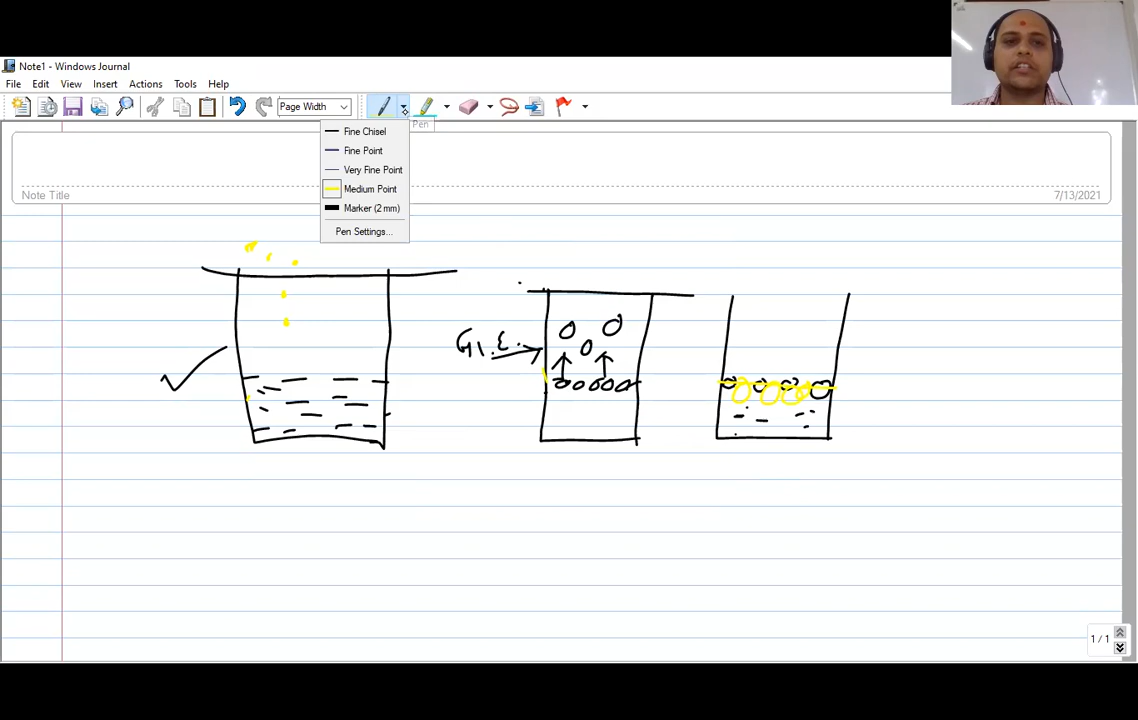 Note1 - Windows Journal
File Edit View Insert Actions Tools Help
Page Width
Pen
Fine Chisel
Fine Point
Very Fine Point
Medium Point
Marker (2 mm)
Pen Settings...
Note Title
7/13/2021
1 / 1